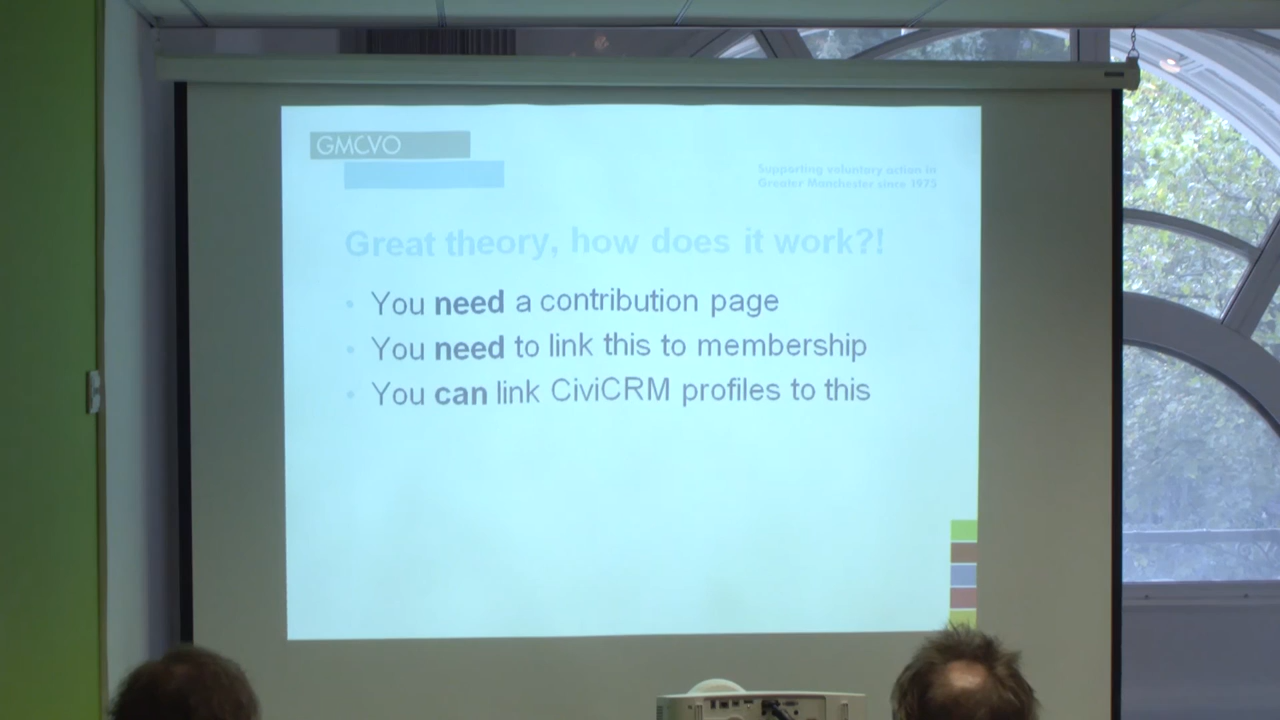 GMCVO
Supporting voluntary action in
Greater Manchester since 1975
Great theory, how does it work?!
• You need a contribution page
• You need to link this to membership
• You can link CiviCRM profiles to this